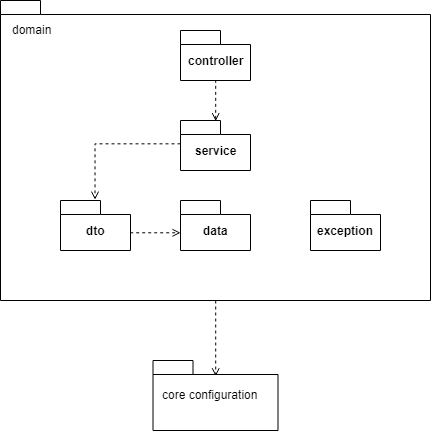 domain
controller
service
dto
data
exception
core configuration